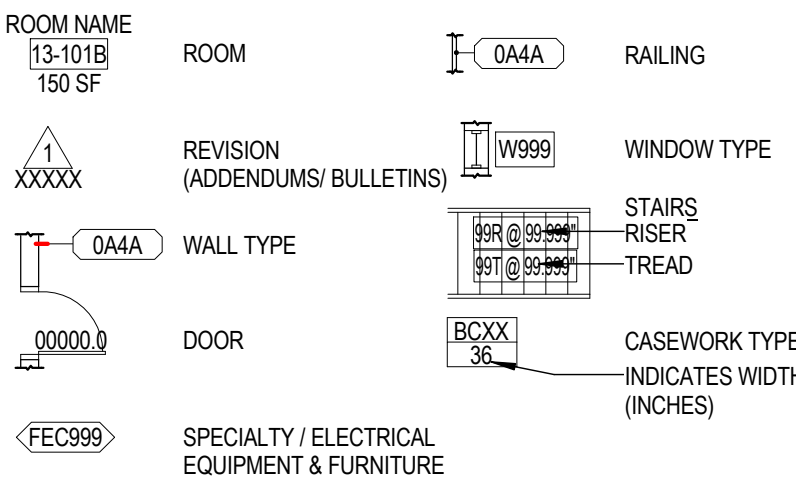 ROOM NAME
13-101B
150 SF
ROOM
1
XXXXX
REVISION
(ADDENDUMS/ BULLETINS)
0A4A
WALL TYPE
00000.0
DOOR
FEC999
SPECIALTY / ELECTRICAL
EQUIPMENT & FURNITURE
0A4A
RAILING
W999
WINDOW TYPE
99R @ 99.999"
99T @ 99.999"
STAIRS
RISER
TREAD
BCXX
36
CASEWORK TYPE
INDICATES WIDTH
(INCHES)